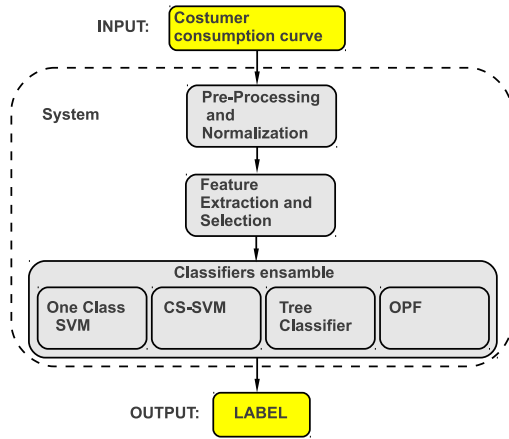 INPUT:
Costumer
consumption curve
System
Pre-Processing
and
Normalization
Feature
Extraction and
Selection
Classifiers ensamble
One Class
SVM
CS-SVM
Tree
Classifier
OPF
OUTPUT:
LABEL